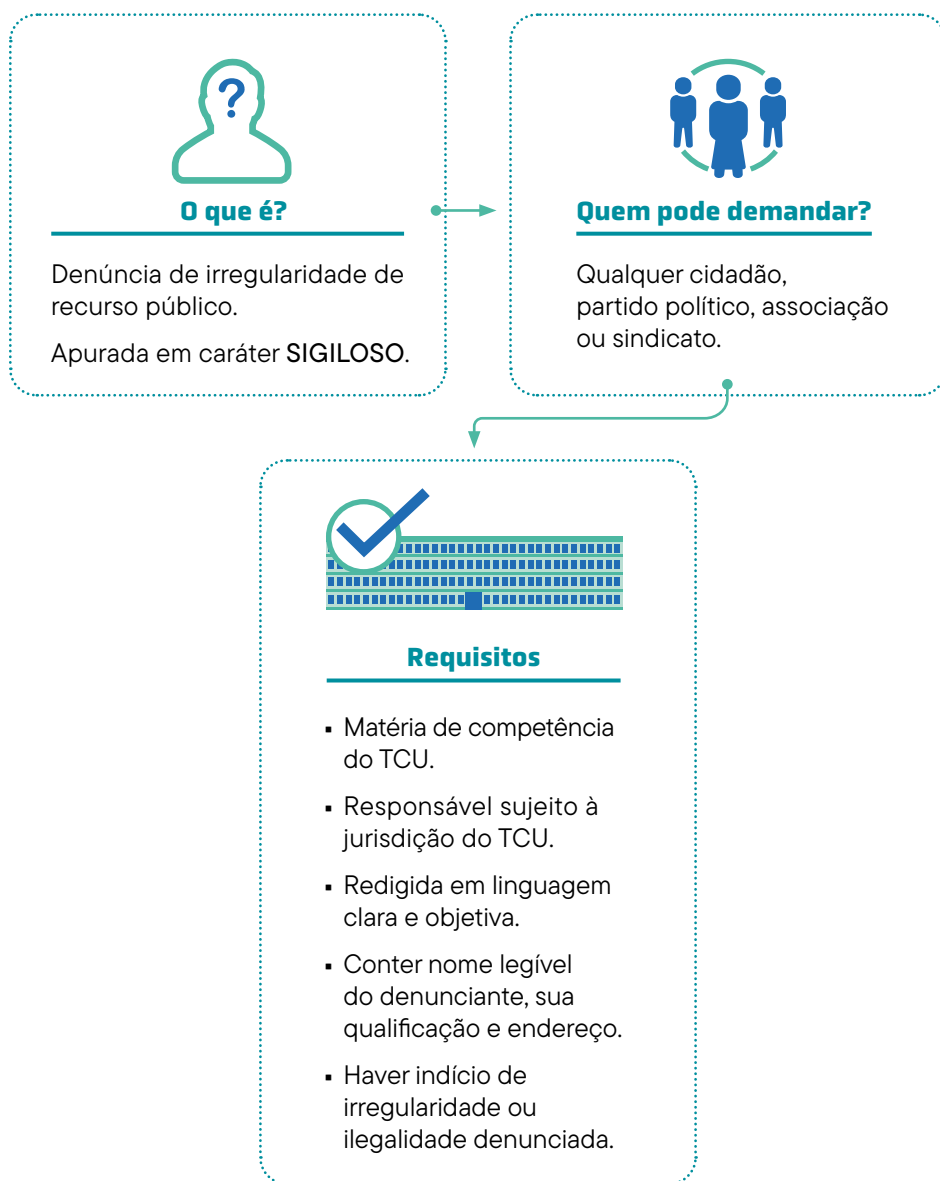 ?
O que é?
Denúncia de irregularidade de
recurso público.
Apurada em caráter SIGILOSO.
Quem pode demandar?
Qualquer cidadão,
partido político, associação
ou sindicato.
Requisitos
▪ Matéria de competência
do TCU.
▪ Responsável sujeito à
jurisdição do TCU.
▪ Redigida em linguagem
clara e objetiva.
▪ Conter nome legível
do denunciante, sua
qualificação e endereço.
▪ Haver indício de
irregularidade ou
ilegalidade denunciada.